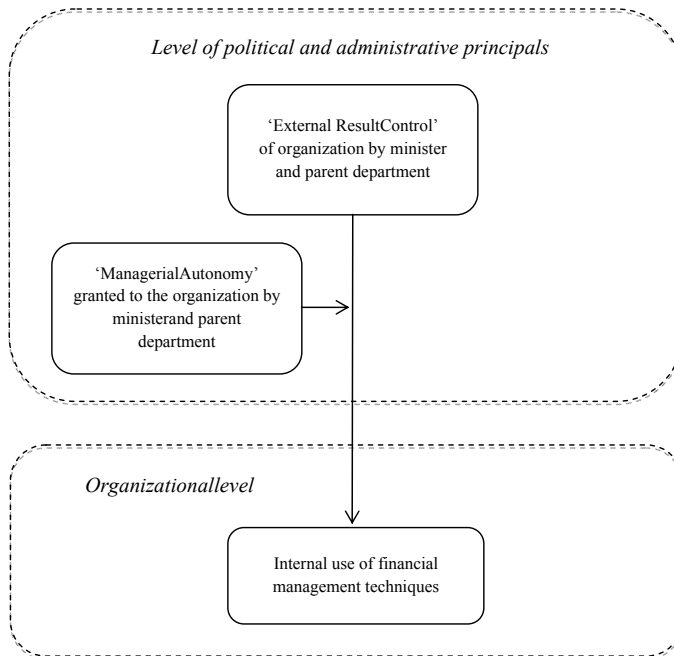 Level of political and administrative principals
‘External ResultControl’
of organization by minister
and parent department
‘ManagerialAutonomy’
granted to the organization by
ministerand parent
department
Organizationallevel
Internal use of financial
management techniques